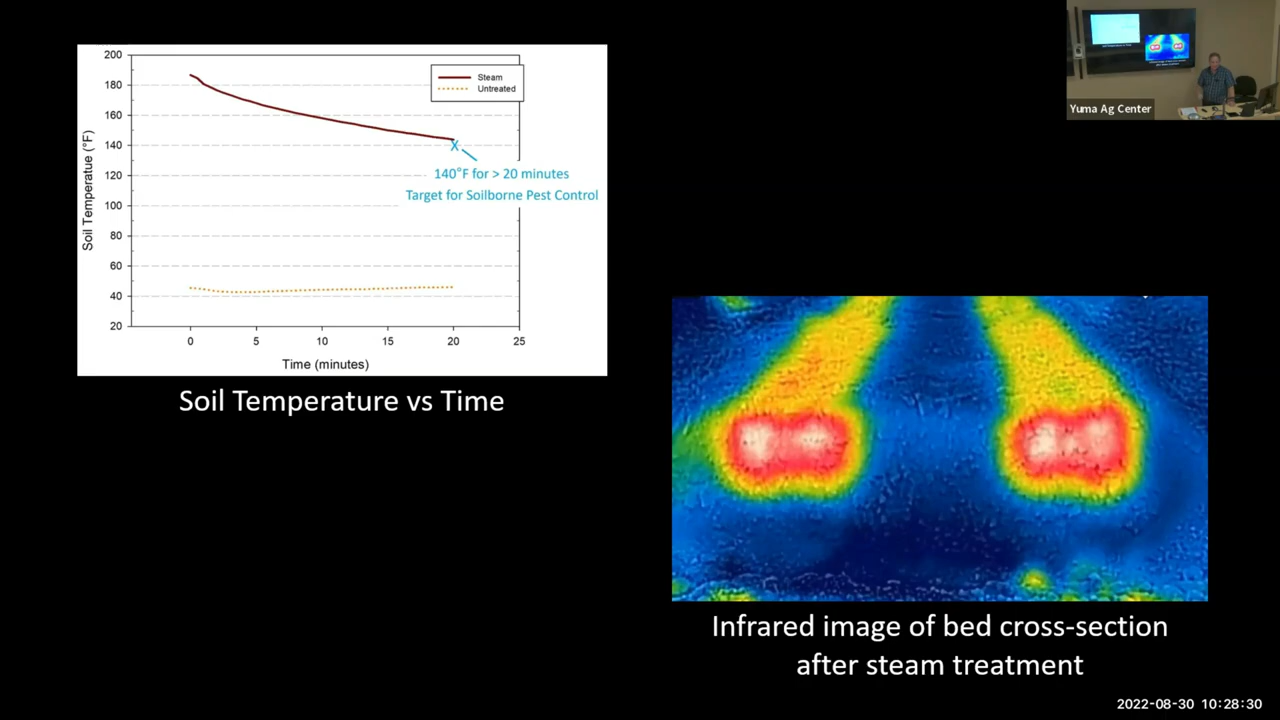 200
180
160
140
120
100
80
60
40
20
Soil Temperatue (°F)
Steam
Untreated
X
140°F for > 20 minutes
Target for Soilborne Pest Control
0 5 10 15 20 25
Time (minutes)
Soil Temperature vs Time
Infrared image of bed cross-section
after steam treatment
Yuma Ag Center
2022-08-30 10:28:30